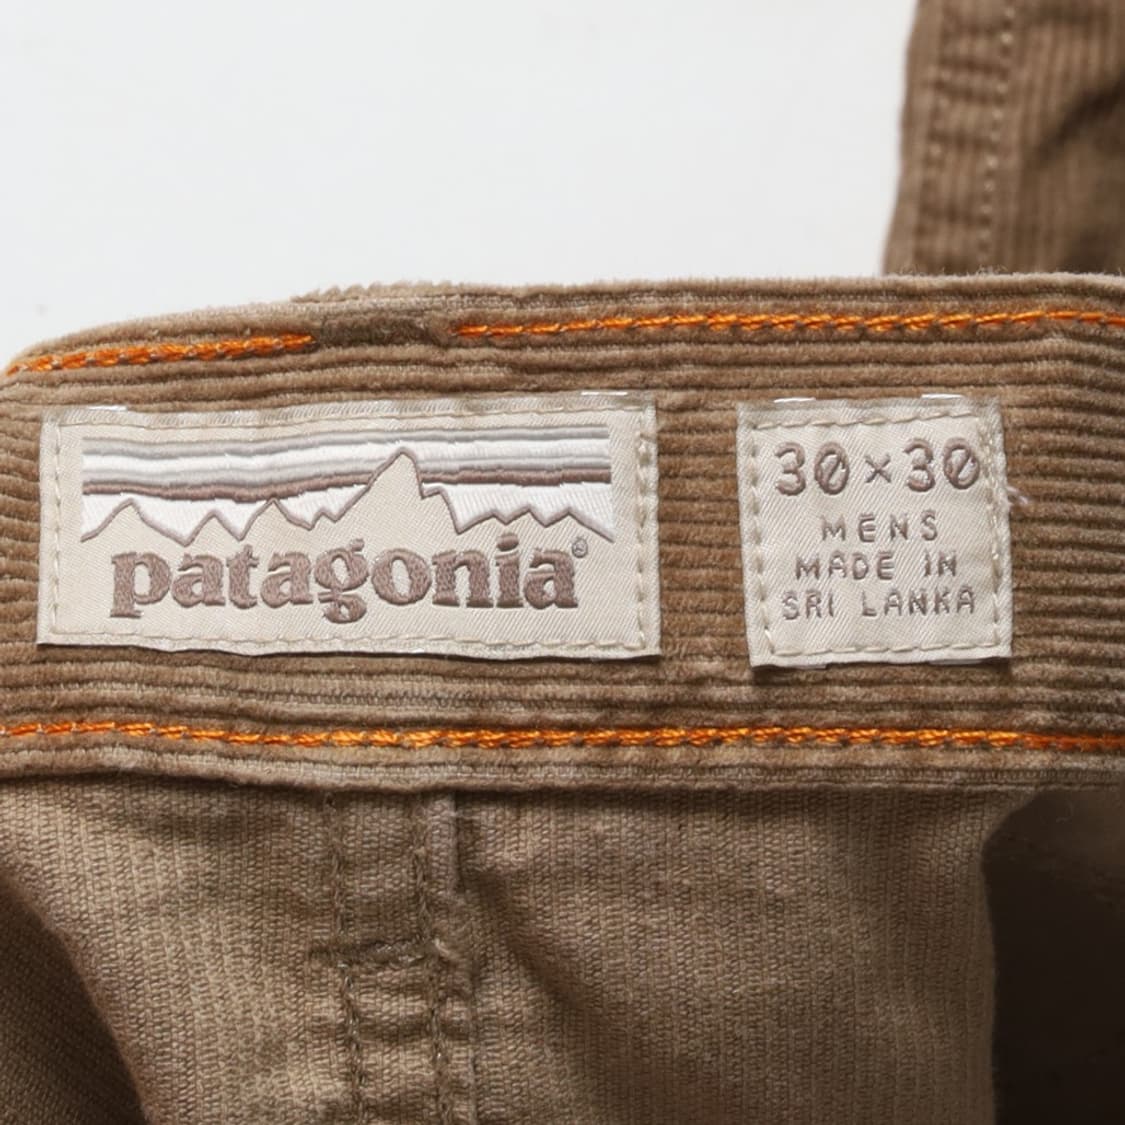 patagonia®
30×30
MENS
MADE IN
SRI LANKA